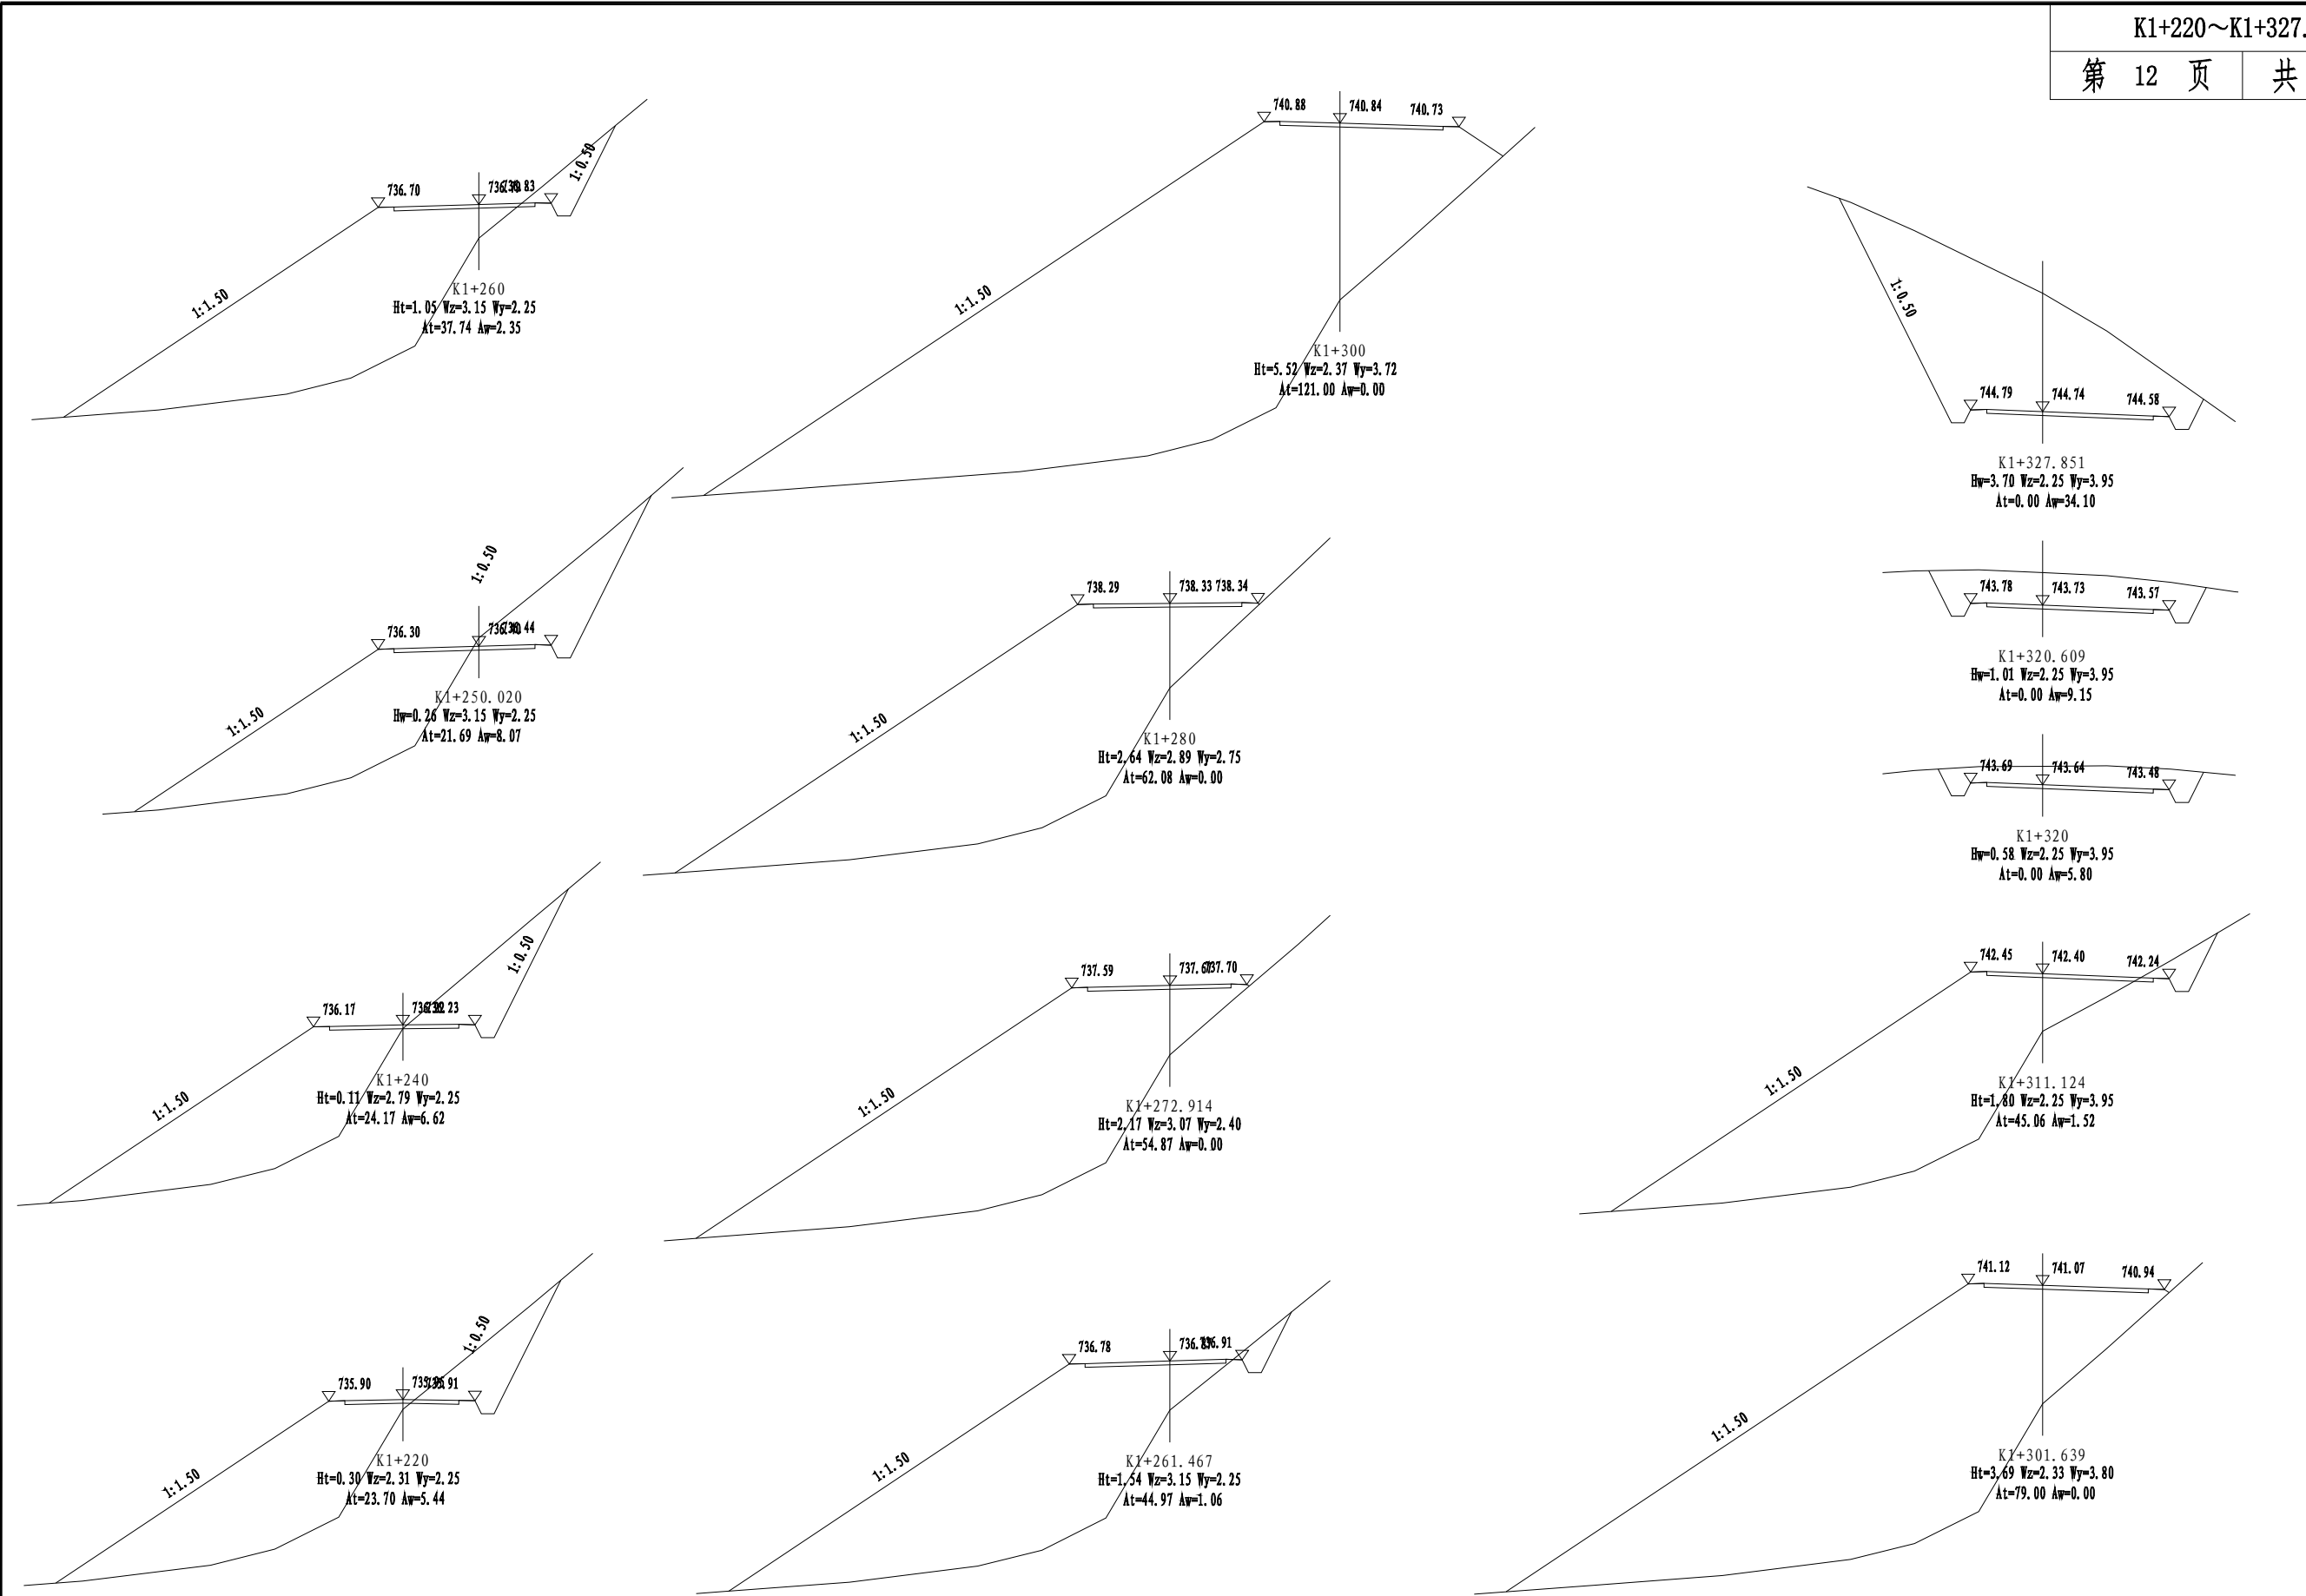 K1+220～K1+327.
第 12 页 共
736.70
736.83
1:0.50
1:1.50
K1+260
Ht=1.05 Wz=3.15 Wy=2.25
At=37.74 Aw=2.35
736.30
736.44
1:0.50
1:1.50
K1+250.020
Hw=0.26 Wz=3.15 Wy=2.25
At=21.69 Aw=8.07
736.17
736.23
1:0.50
1:1.50
K1+240
Ht=0.11 Wz=2.79 Wy=2.25
At=24.17 Aw=6.62
735.90
735.91
1:0.50
1:1.50
K1+220
Ht=0.30 Wz=2.31 Wy=2.25
At=23.70 Aw=5.44
740.88 740.84 740.73
1:1.50
K1+300
Ht=5.52 Wz=2.37 Wy=3.72
At=121.00 Aw=0.00
738.29 738.33 738.34
1:1.50
K1+280
Ht=2.64 Wz=2.89 Wy=2.75
At=62.08 Aw=0.00
737.59
737.70
1:1.50
K1+272.914
Ht=2.17 Wz=3.07 Wy=2.40
At=54.87 Aw=0.00
736.78
736.91
1:1.50
K1+261.467
Ht=1.54 Wz=3.15 Wy=2.25
At=44.97 Aw=1.06
1:0.50
744.79 744.74 744.58
K1+327.851
Hw=3.70 Wz=2.25 Wy=3.95
At=0.00 Aw=34.10
743.78 743.73 743.57
K1+320.609
Hw=1.01 Wz=2.25 Wy=3.95
At=0.00 Aw=9.15
743.69 743.64 743.48
K1+320
Hw=0.58 Wz=2.25 Wy=3.95
At=0.00 Aw=5.80
742.45 742.40 742.24
1:1.50
K1+311.124
Ht=1.80 Wz=2.25 Wy=3.95
At=45.06 Aw=1.52
741.12 741.07 740.94
1:1.50
K1+301.639
Ht=3.69 Wz=2.33 Wy=3.80
At=79.00 Aw=0.00